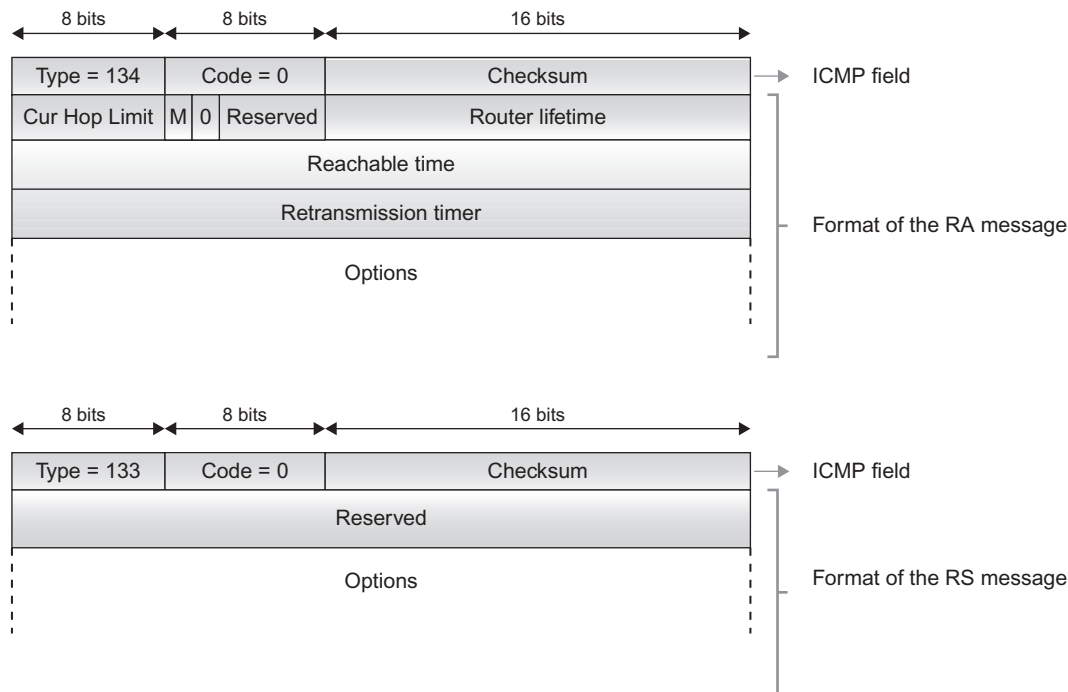 8 bits 8 bits 16 bits
Type = 134 Code = 0 Checksum ICMP field
Cur Hop Limit M 0 Reserved Router lifetime
Reachable time
Retransmission timer
Format of the RA message
Options
8 bits 8 bits 16 bits
Type = 133 Code = 0 Checksum ICMP field
Reserved
Options Format of the RS message